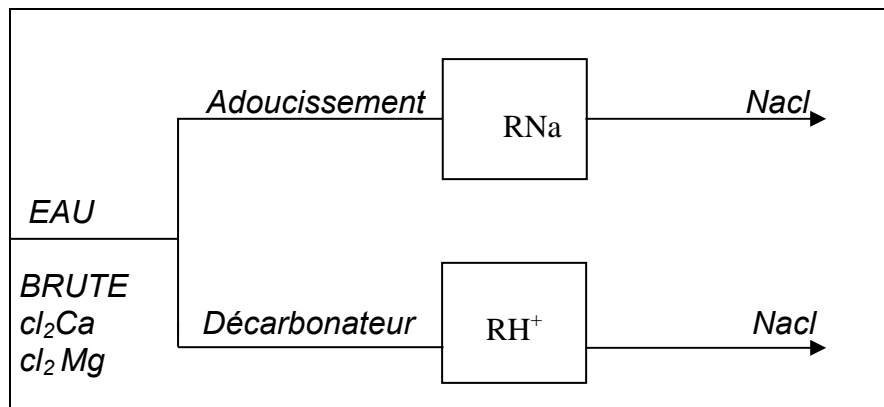 Adoucissement
RNa
Nacl
EAU
BRUTE
cl₂Ca
cl₂ Mg
Décarbonateur
RH⁺
Nacl